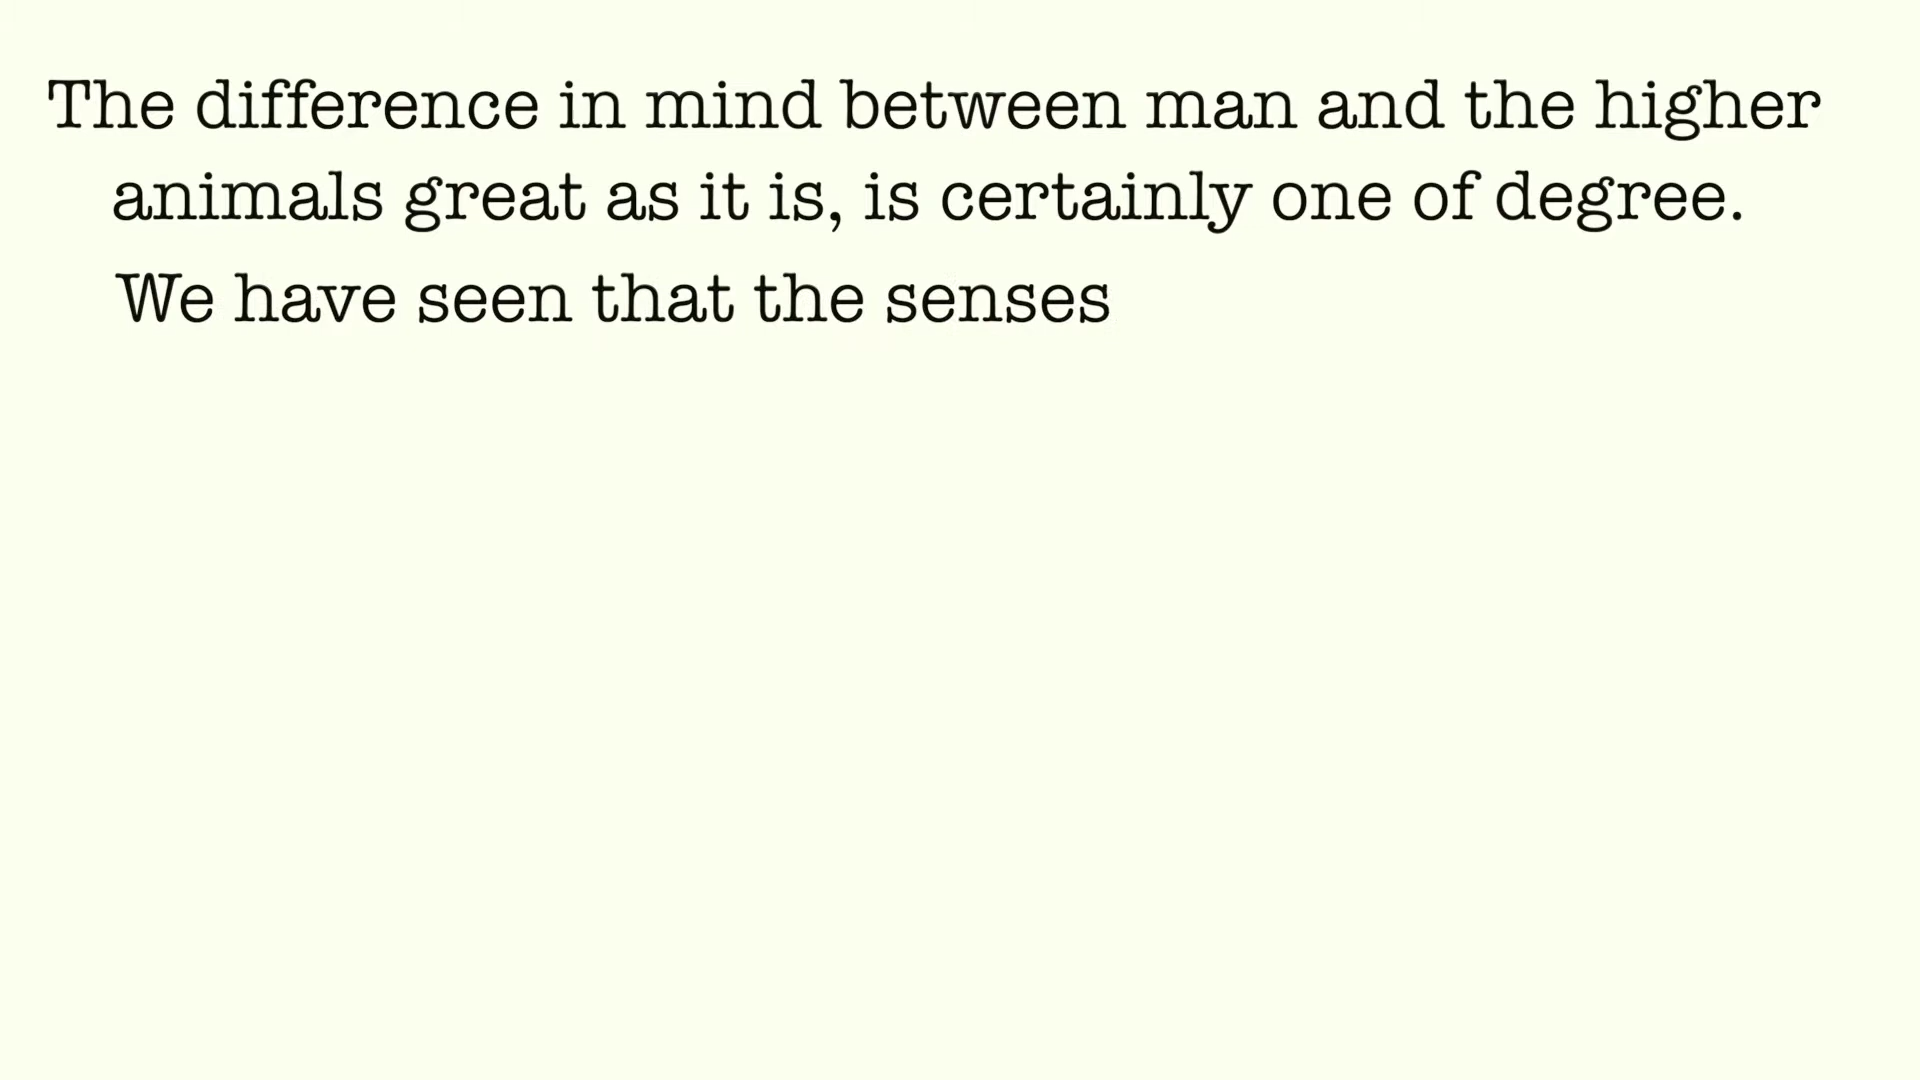 The difference in mind between man and the higher
animals great as it is, is certainly one of degree.
We have seen that the senses